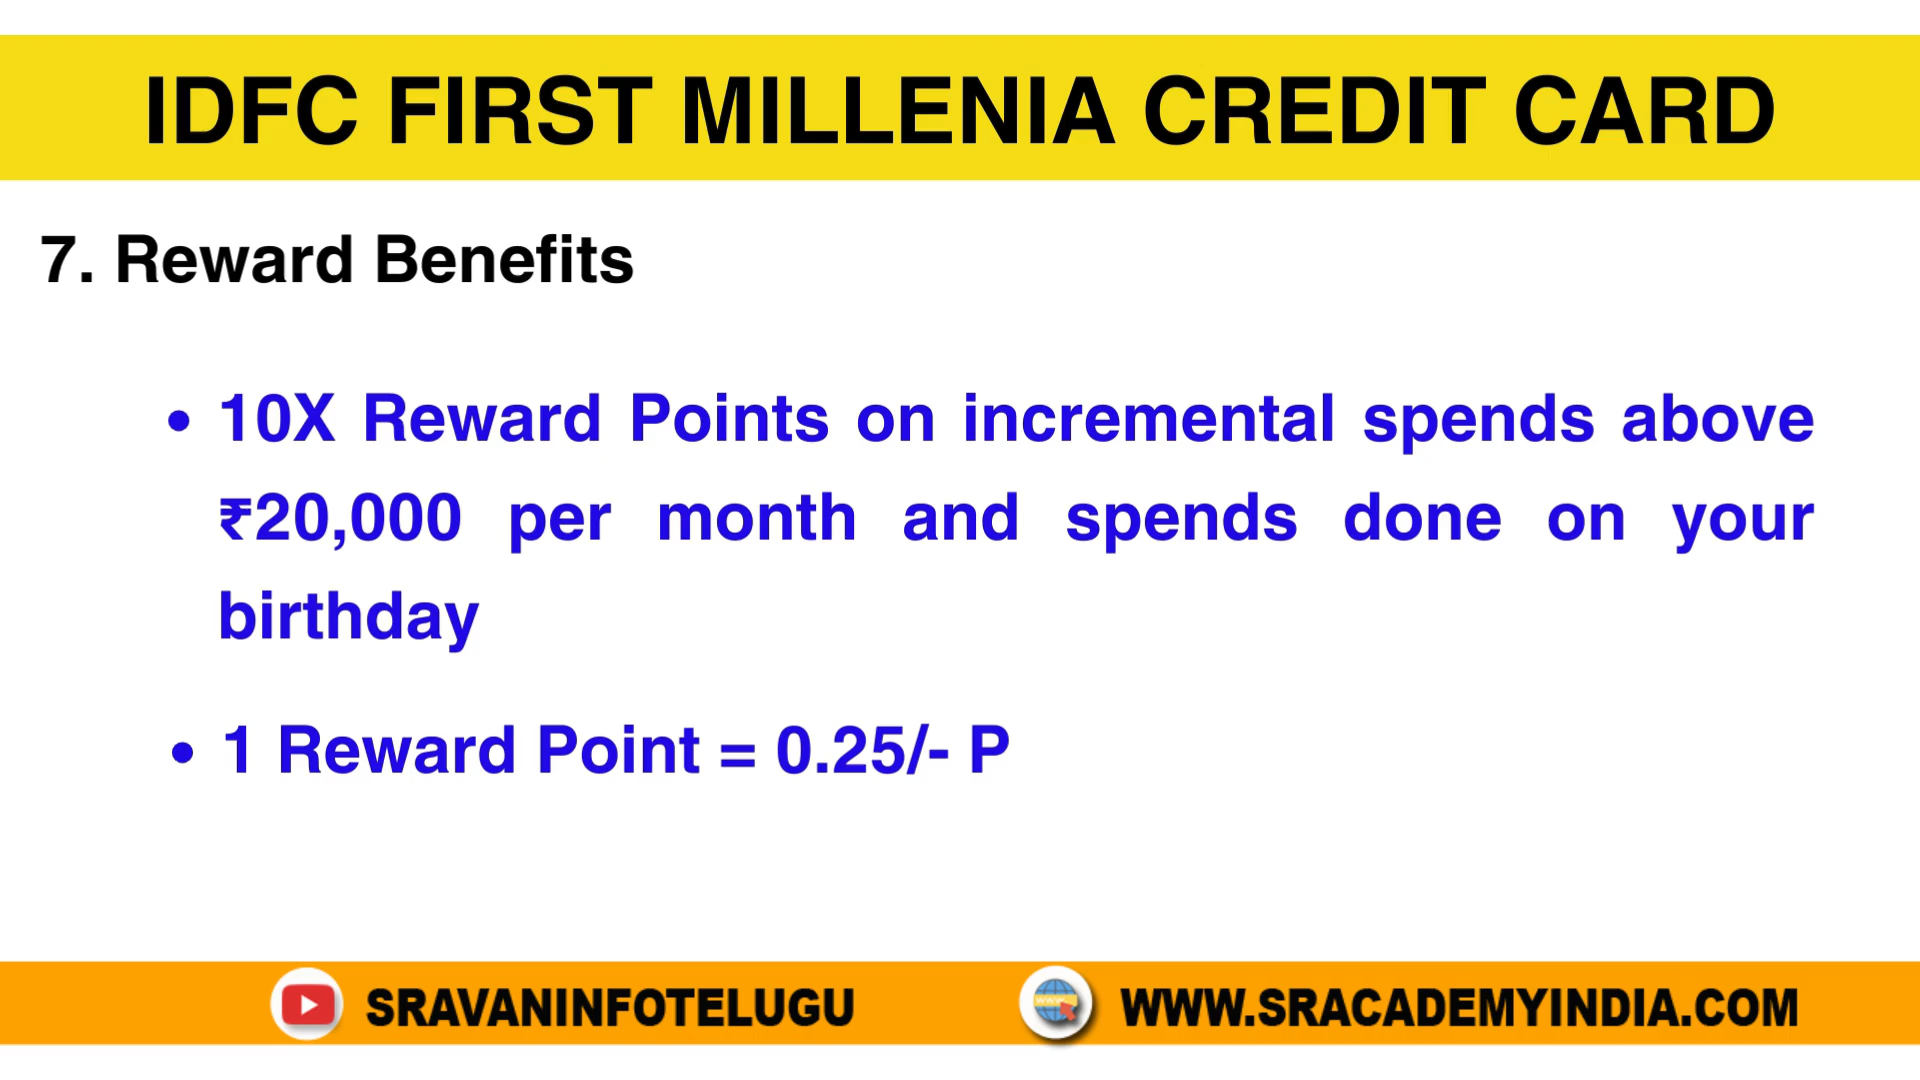 IDFC FIRST MILLENIA CREDIT CARD
7. Reward Benefits
• 10X Reward Points on incremental spends above
₹20,000 per month and spends done on your
birthday
• 1 Reward Point = 0.25/- P
SRAVANINFOTELUGU
WWW.SRACADEMYINDIA.COM